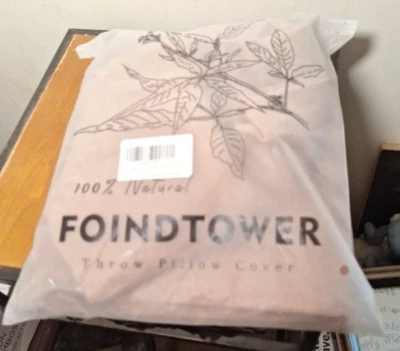 100% Natural
FOINDTOWER
Throw Pillow Cover